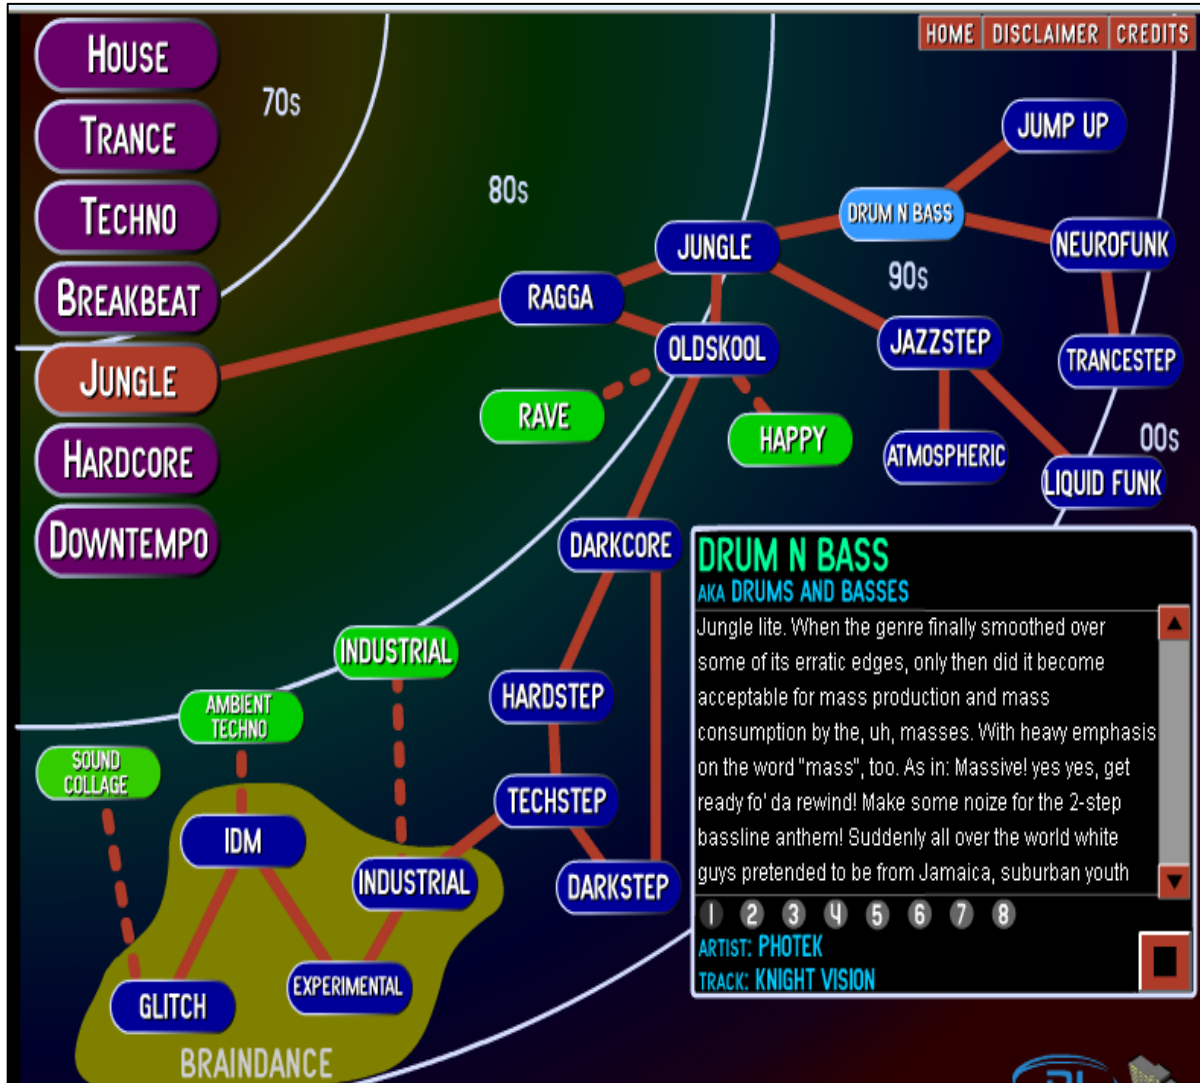 HOUSE
TRANCE
TECHNO
BREAKBEAT
JUNGLE
HARDCORE
DOWNTEMPO
HOME DISCLAIMER CREDITS
70s
80s
90s
00s
JUMP UP
DRUM N BASS
NEUROFUNK
JUNGLE
RAGGA
OLDSKOOL
JAZZSTEP
TRANCESTEP
RAVE
HAPPY
ATMOSPHERIC
LIQUID FUNK
DARKCORE
INDUSTRIAL
HARDSTEP
AMBIENT
TECHNO
SOUND
COLLAGE
TECHSTEP
IDM
INDUSTRIAL
DARKSTEP
EXPERIMENTAL
GLITCH
BRAINDANCE
DRUM N BASS
AKA DRUMS AND BASSES
Jungle lite. When the genre finally smoothed over
some of its erratic edges, only then did it become
acceptable for mass production and mass
consumption by the, uh, masses. With heavy emphasis
on the word "mass", too. As in: Massive! yes yes, get
ready fo' da rewind! Make some noize for the 2-step
bassline anthem! Suddenly all over the world white
guys pretended to be from Jamaica, suburban youth
1 2 3 4 5 6 7 8
ARTIST: PHOTEK
TRACK: KNIGHT VISION